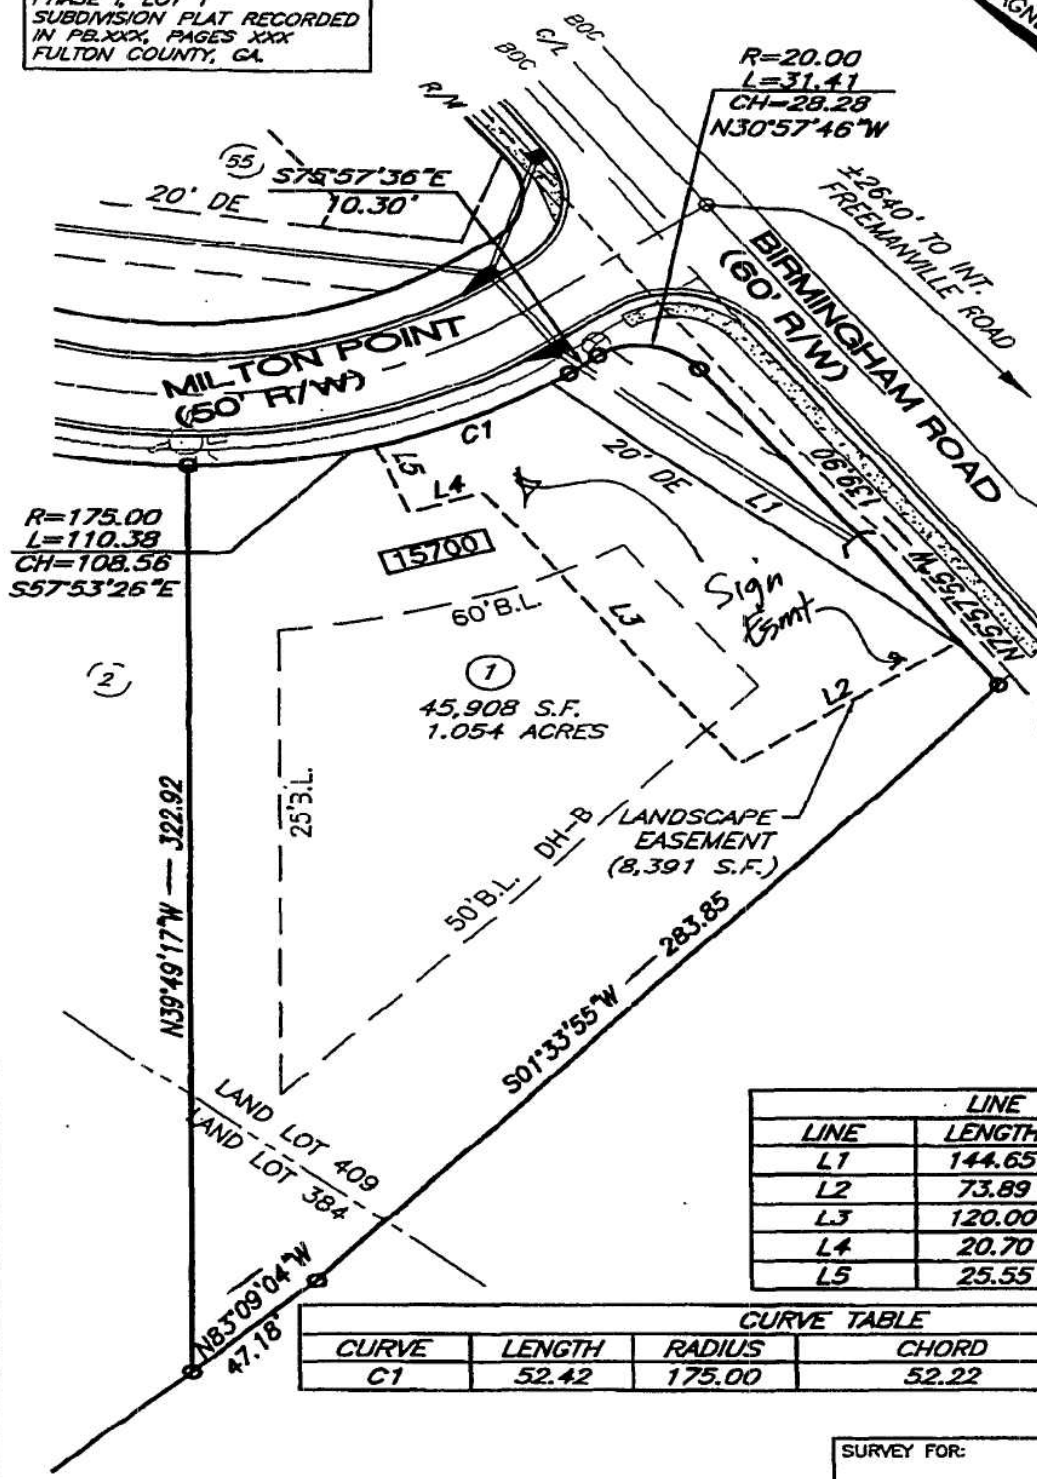 SUBDIVISION PLAT RECORDED
IN PB.XXX, PAGES XXX
FULTON COUNTY, GA.
BOC
C/L
BOC
R=20.00
L=31.41
CH=28.28
N30°57'46"W
R/W
55
S75°57'36"E
10.30'
20' DE
±2640' TO INT.
FREEMANVILLE ROAD
BIRMINGHAM ROAD
(60' R/W)
MILTON POINT
(50' R/W)
C1
L5
L4
20' DE
L1
139.90
N75°57'55"W
R=175.00
L=110.38
CH=108.56
S57°53'26"E
15700
60'B.L.
L3
Sign
Esmt
2
1
45,908 S.F.
1.054 ACRES
L2
25'B.L.
N39°49'17"W — 322.92
DH-B
50'B.L.
LANDSCAPE
EASEMENT
(8,391 S.F.)
S01°33'55"W — 283.85
LAND LOT 409
LAND LOT 384
N83°09'04"W
47.18'
LINE
LINE LENGTH
L1 144.65
L2 73.89
L3 120.00
L4 20.70
L5 25.55
CURVE TABLE
CURVE LENGTH RADIUS CHORD
C1 52.42 175.00 52.22
SURVEY FOR: